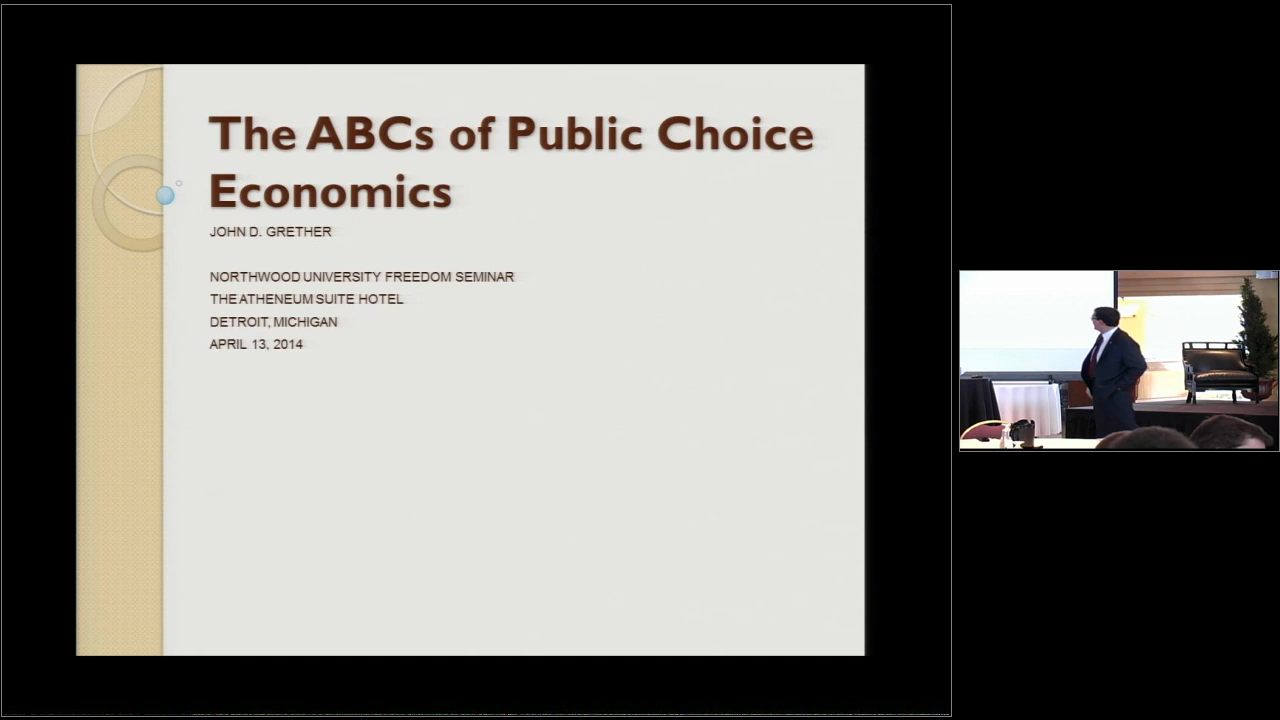 The ABCs of Public Choice
Economics
JOHN D. GRETHER
NORTHWOOD UNIVERSITY FREEDOM SEMINAR
THE ATHENEUM SUITE HOTEL
DETROIT, MICHIGAN
APRIL 13, 2014